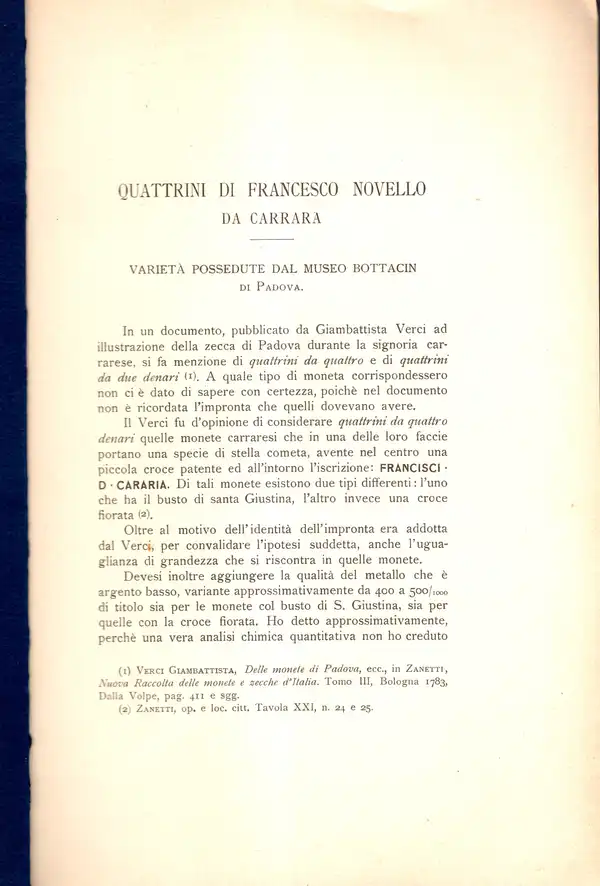 QUATTRINI DI FRANCESCO NOVELLO
DA CARRARA
VARIETÀ POSSEDUTE DAL MUSEO BOTTACIN
DI PADOVA.
In un documento, pubblicato da Giambattista Verci ad
illustrazione della zecca di Padova durante la signoria car-
rarese, si fa menzione di quattrini da quattro e di quattrini
da due denari (1). A quale tipo di moneta corrispondessero
non ci è dato di sapere con certezza, poichè nel documento
non è ricordata l'impronta che quelli dovevano avere.
Il Verci fu d'opinione di considerare quattrini da quattro
denari quelle monete carraresi che in una delle loro faccie
portano una specie di stella cometa, avente nel centro una
piccola croce patente ed all'intorno l'iscrizione: FRANCISCI ·
D · CARARIA. Di tali monete esistono due tipi differenti: l'uno
che ha il busto di santa Giustina, l'altro invece una croce
fiorata (2).
Oltre al motivo dell'identità dell'impronta era addotta
dal Verci, per convalidare l'ipotesi suddetta, anche l'ugua-
glianza di grandezza che si riscontra in quelle monete.
Devesi inoltre aggiungere la qualità del metallo che è
argento basso, variante approssimativamente da 400 a 500/1000
di titolo sia per le monete col busto di S. Giustina, sia per
quelle con la croce fiorata. Ho detto approssimativamente,
perchè una vera analisi chimica quantitativa non ho creduto
(1) VERCI GIAMBATTISTA, Delle monete di Padova, ecc., in ZANETTI,
Nuova Raccolta delle monete e zecche d'Italia. Tomo III, Bologna 1783,
Dalla Volpe, pag. 411 e sgg.
(2) ZANETTI, op. e loc. citt. Tavola XXI, n. 24 e 25.